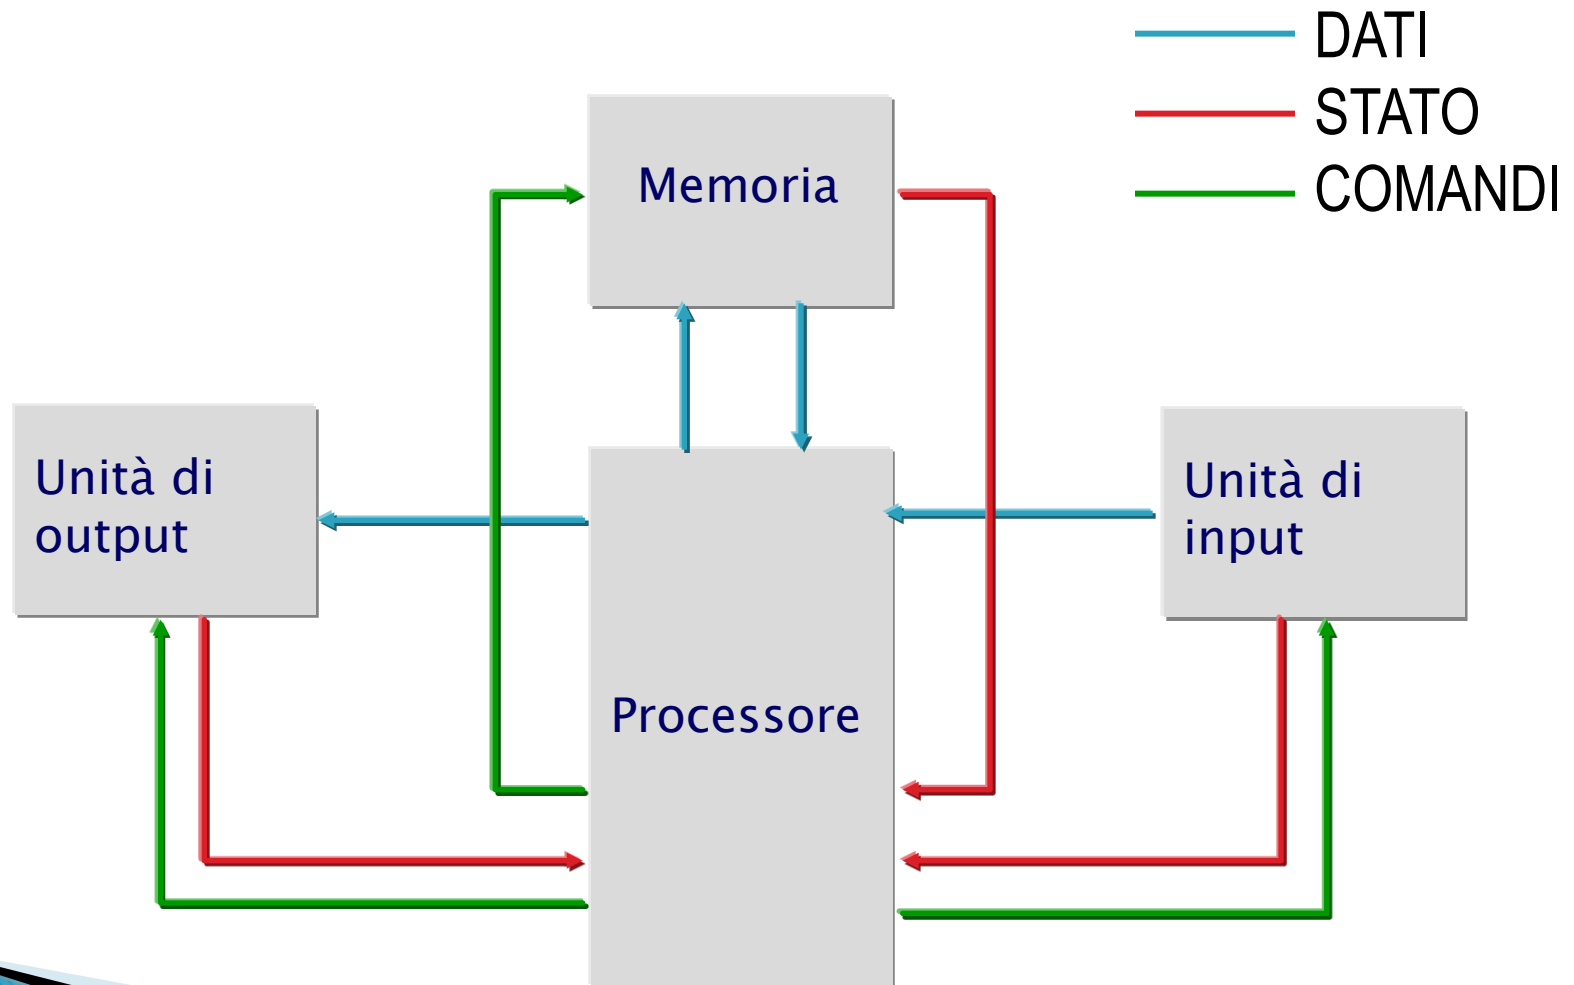 DATI
STATO
COMANDI
Memoria
Unità di
output
Unità di
input
Processore